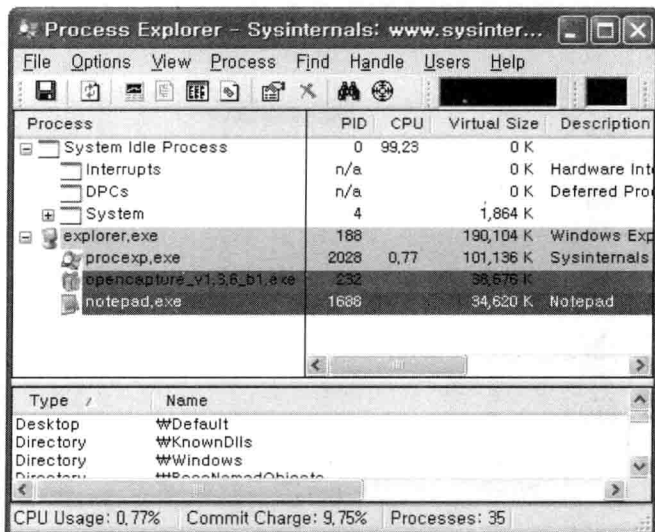 Process Explorer - Sysinternals: www.sysinter...
File Options View Process Find Handle Users Help
Process PID CPU Virtual Size Description
System Idle Process 0 99,23 0 K
Interrupts n/a 0 K Hardware Inte
DPCs n/a 0 K Deferred Pro
System 4 1,864 K
explorer,exe 188 190,104 K Windows Exp
procexp,exe 2028 0,77 101,136 K Sysinternals
opencapture_v1,3,6_b1,exe 232 36,676 K
notepad,exe 1688 34,620 K Notepad
Type Name
Desktop ₩Default
Directory ₩KnownDlls
Directory ₩Windows
Directory ₩BaseNamedObjects
CPU Usage: 0,77% Commit Charge: 9,75% Processes: 35